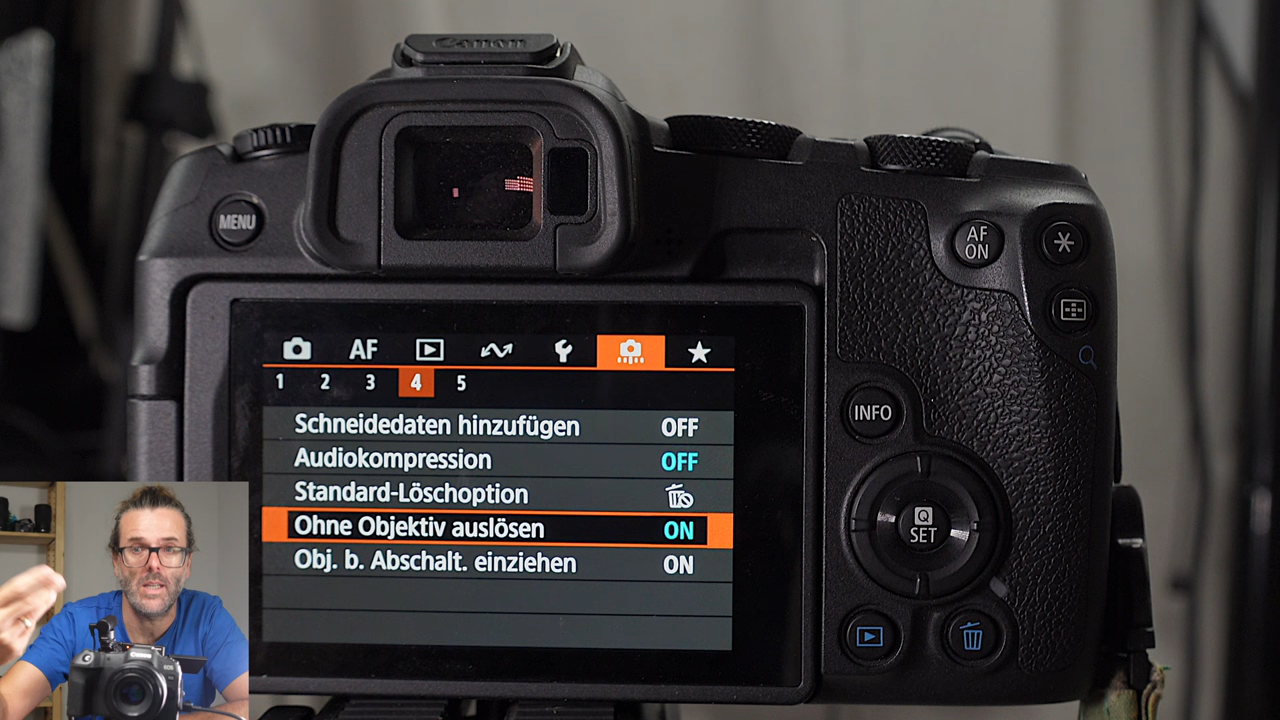 Canon
MENU
AF
ON
AF
1 2 3 4 5
Schneidedaten hinzufügen OFF
Audiokompression OFF
Standard-Löschoption
Ohne Objektiv auslösen ON
Obj. b. Abschalt. einziehen ON
INFO
Q
SET
Canon